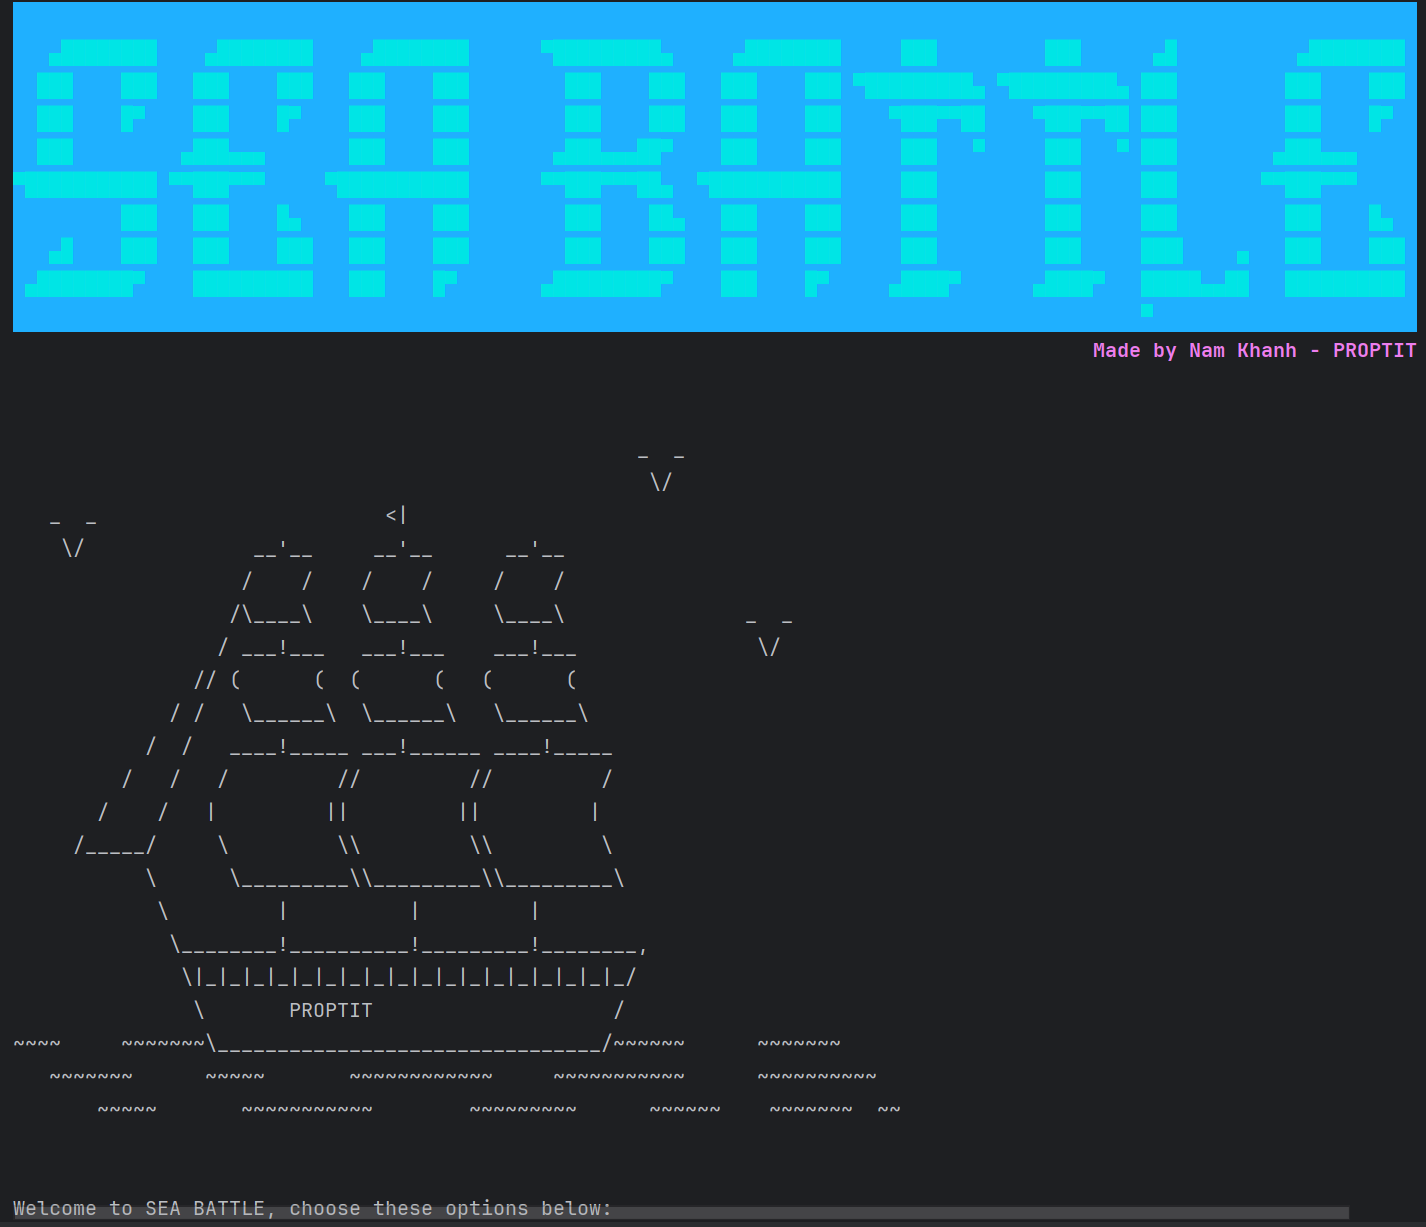 SEA BATTLE
Made by Nam Khanh - PROPTIT
PROPTIT
Welcome to SEA BATTLE, choose these options below: